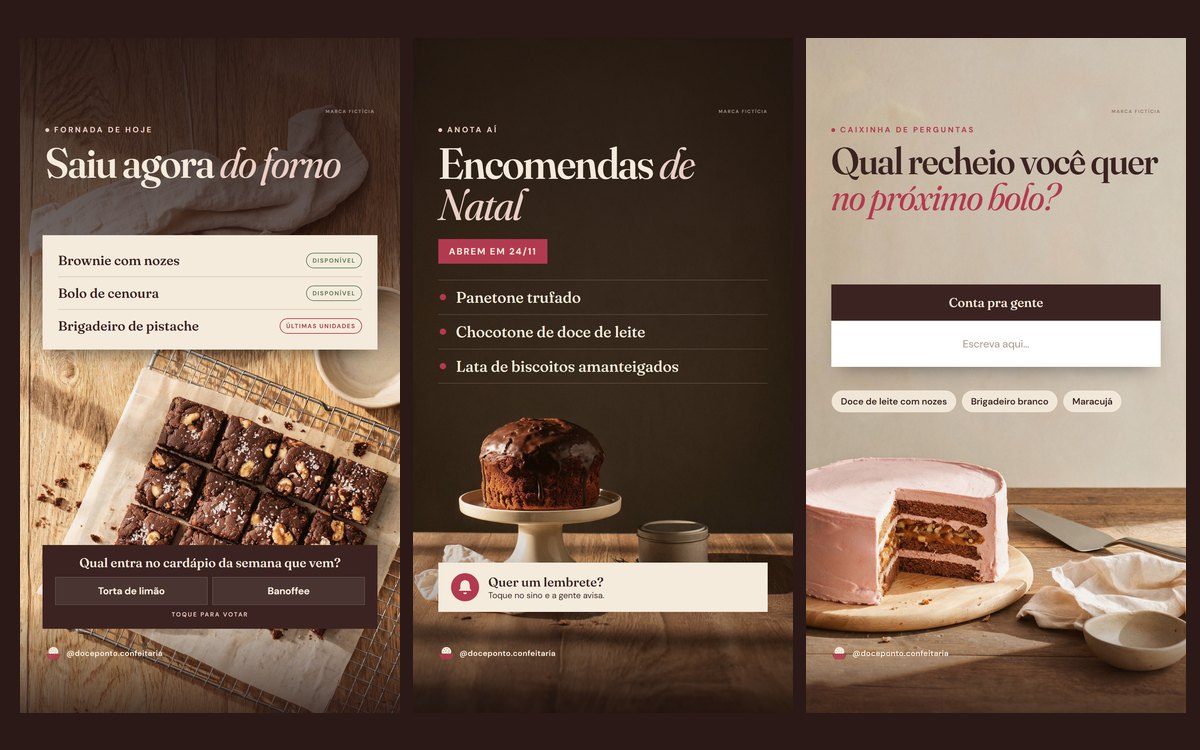 MARCA FICTÍCIA
FORNADA DE HOJE
Saiu agora do forno
Brownie com nozes
DISPONÍVEL
Bolo de cenoura
DISPONÍVEL
Brigadeiro de pistache
ÚLTIMAS UNIDADES
Qual entra no cardápio da semana que vem?
Torta de limão
Banoffee
TOQUE PARA VOTAR
@doceponto.confeitaria
MARCA FICTÍCIA
ANOTA AÍ
Encomendas de
Natal
ABREM EM 24/11
Panetone trufado
Chocotone de doce de leite
Lata de biscoitos amanteigados
Quer um lembrete?
Toque no sino e a gente avisa.
@doceponto.confeitaria
MARCA FICTÍCIA
CAIXINHA DE PERGUNTAS
Qual recheio você quer
no próximo bolo?
Conta pra gente
Escreva aqui...
Doce de leite com nozes
Brigadeiro branco
Maracujá
@doceponto.confeitaria